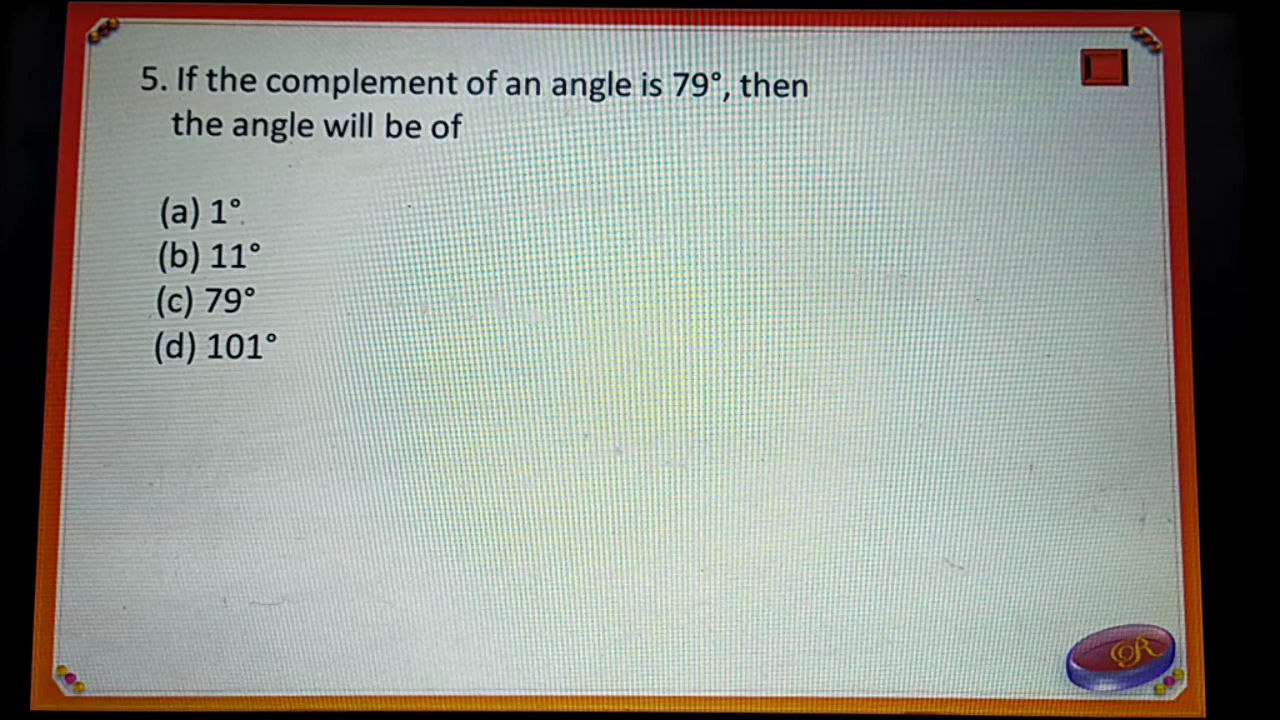 5. If the complement of an angle is 79°, then
the angle will be of
(a) 1°
(b) 11°
(c) 79°
(d) 101°
R